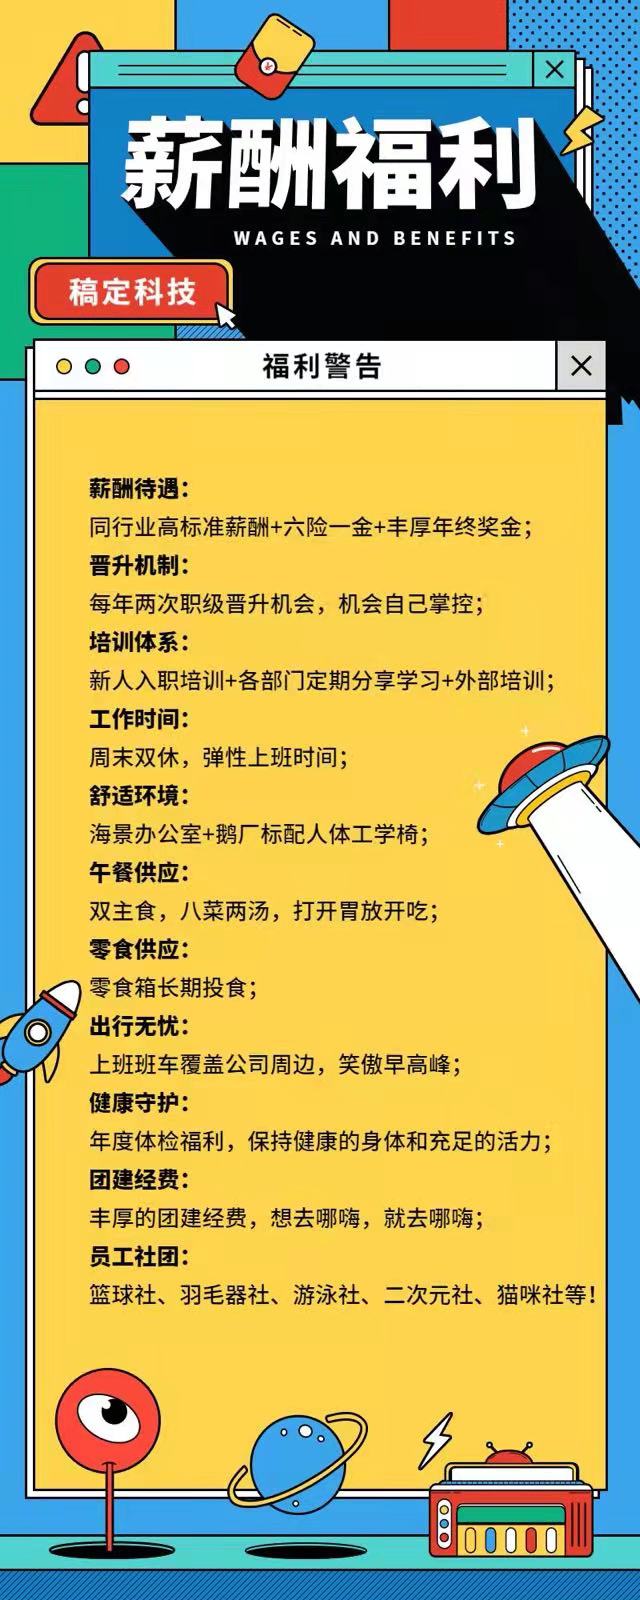 薪酬福利
WAGES AND BENEFITS
稿定科技
福利警告
薪酬待遇：
同行业高标准薪酬+六险一金+丰厚年终奖金；
晋升机制：
每年两次职级晋升机会，机会自己掌控；
培训体系：
新人入职培训+各部门定期分享学习+外部培训；
工作时间：
周末双休，弹性上班时间；
舒适环境：
海景办公室+鹅厂标配人体工学椅；
午餐供应：
双主食，八菜两汤，打开胃放开吃；
零食供应：
零食箱长期投食；
出行无忧：
上班班车覆盖公司周边，笑傲早高峰；
健康守护：
年度体检福利，保持健康的身体和充足的活力；
团建经费：
丰厚的团建经费，想去哪嗨，就去哪嗨；
员工社团：
篮球社、羽毛器社、游泳社、二次元社、猫咪社等！